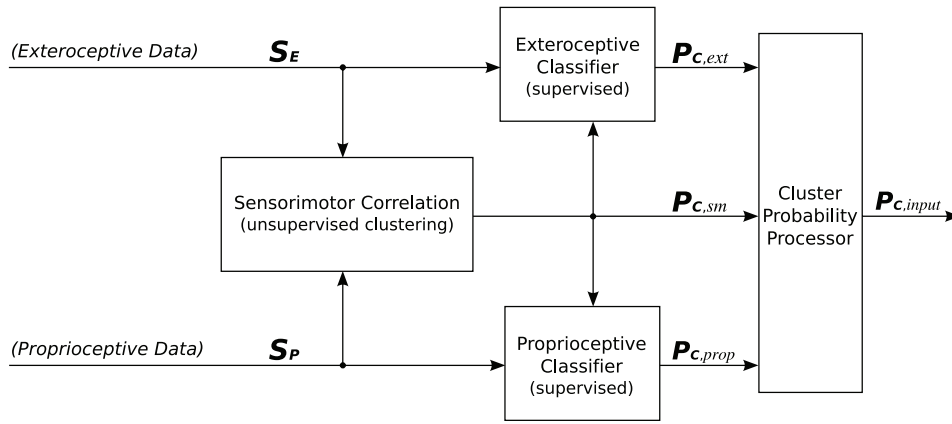 (Exteroceptive Data)
S_E
Exteroceptive
Classifier
(supervised)
P_C,ext
Sensorimotor Correlation
(unsupervised clustering)
P_C,sm
Cluster
Probability
Processor
P_C,input
(Proprioceptive Data)
S_P
Proprioceptive
Classifier
(supervised)
P_C,prop